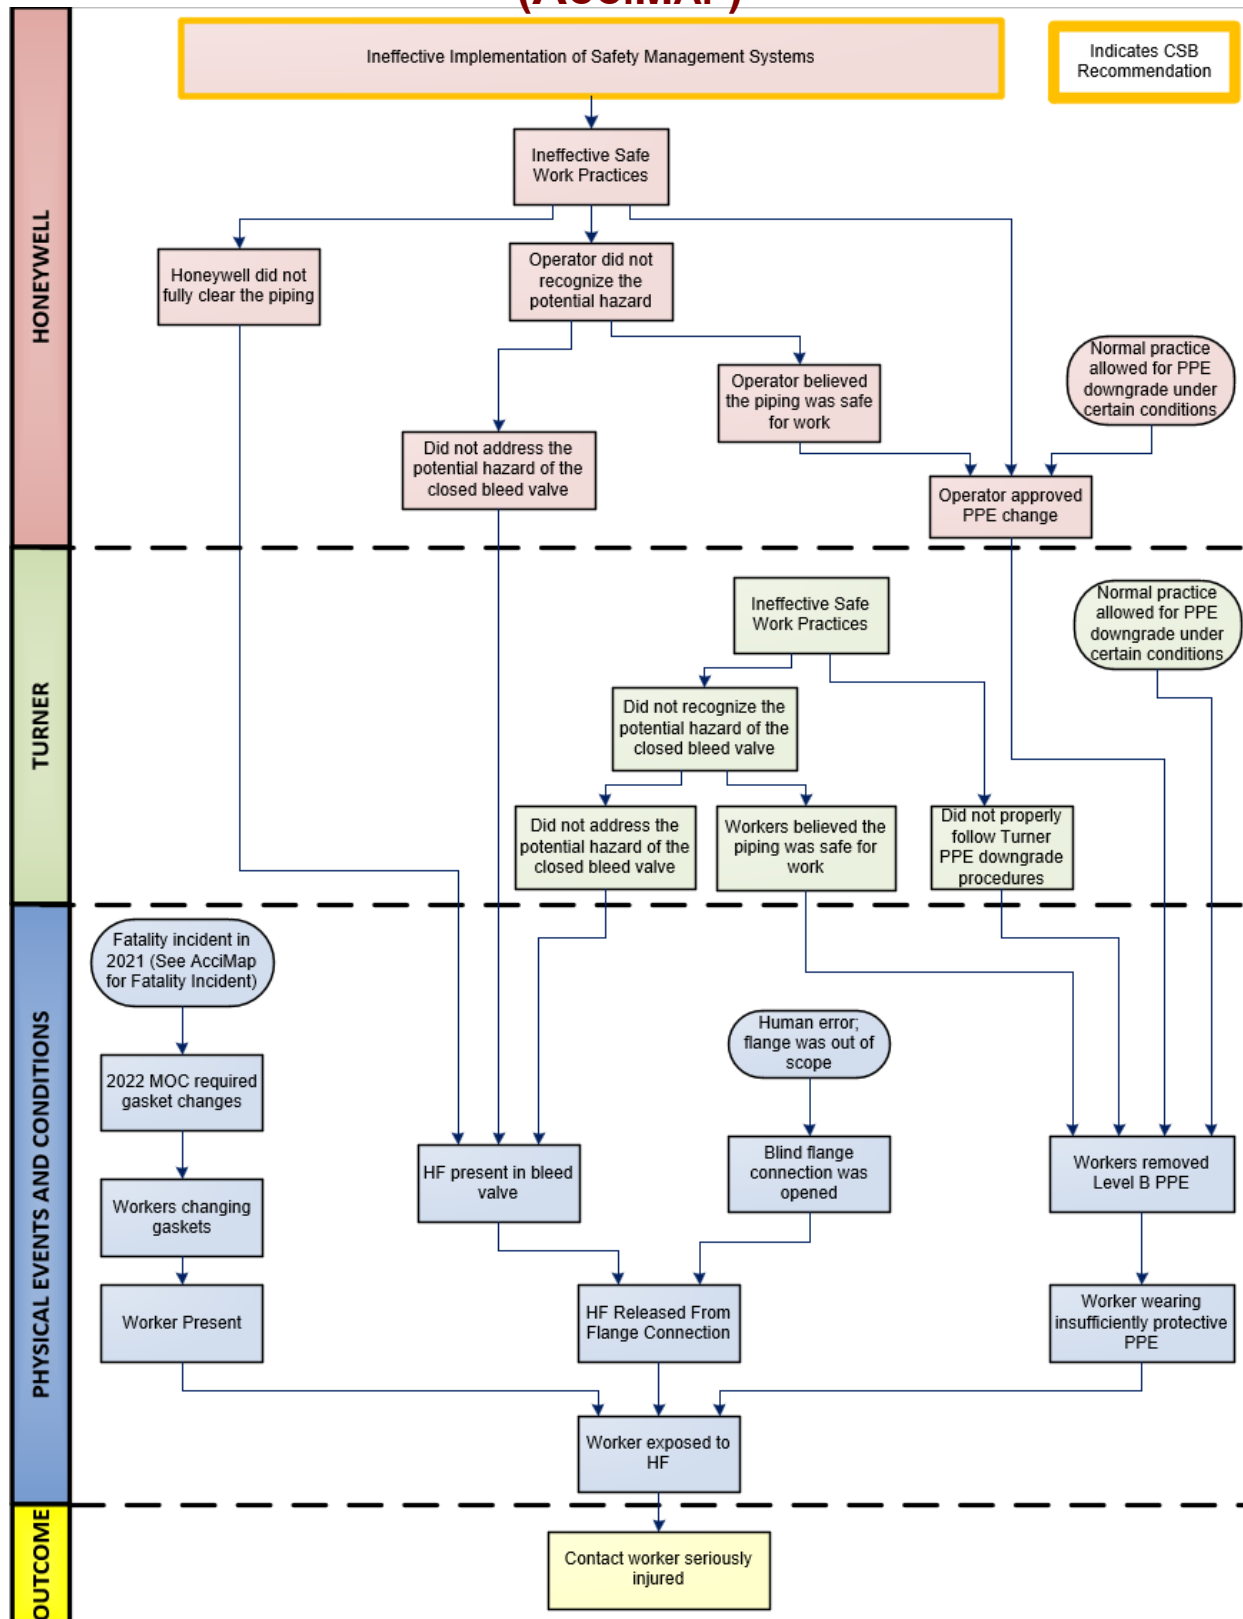 (ACCIMAP)
Ineffective Implementation of Safety Management Systems
Indicates CSB
Recommendation
HONEYWELL
Ineffective Safe
Work Practices
Honeywell did not
fully clear the piping
Operator did not
recognize the
potential hazard
Operator believed
the piping was safe
for work
Normal practice
allowed for PPE
downgrade under
certain conditions
Did not address the
potential hazard of the
closed bleed valve
Operator approved
PPE change
TURNER
Ineffective Safe
Work Practices
Normal practice
allowed for PPE
downgrade under
certain conditions
Did not recognize the
potential hazard of the
closed bleed valve
Did not address the
potential hazard of the
closed bleed valve
Workers believed the
piping was safe for
work
Did not properly
follow Turner
PPE downgrade
procedures
PHYSICAL EVENTS AND CONDITIONS
Fatality incident in
2021 (See AcciMap
for Fatality Incident)
Human error;
flange was out of
scope
2022 MOC required
gasket changes
HF present in bleed
valve
Blind flange
connection was
opened
Workers removed
Level B PPE
Workers changing
gaskets
Worker Present
HF Released From
Flange Connection
Worker wearing
insufficiently protective
PPE
Worker exposed to
HF
OUTCOME
Contact worker seriously
injured